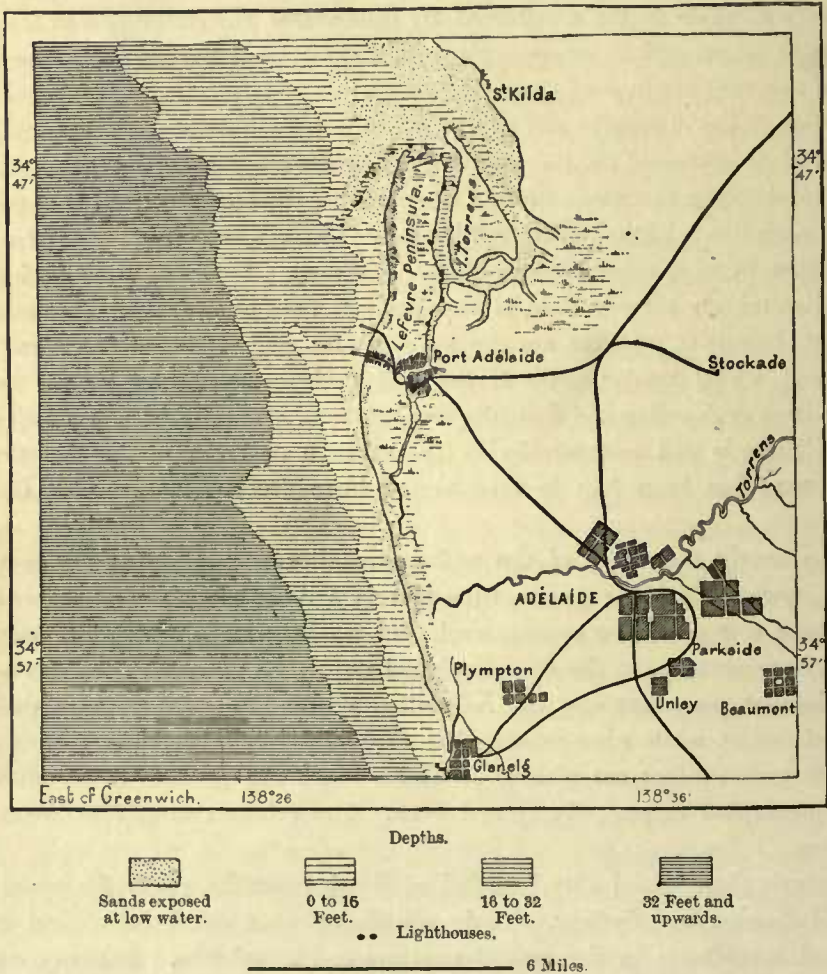 St Kilda
34°
47'
34°
47'
Lefevre Peninsula
I. Torrens
Port Adélaide
Stockade
Torrens
ADÉLAÏDE
34°
57'
34°
57'
Plympton
Parkside
Unley
Beaumont
Glenelg
East of Greenwich.
138°26
138°36'
Depths.
Sands exposed
at low water.
0 to 16
Feet.
16 to 32
Feet.
32 Feet and
upwards.
Lighthouses.
6 Miles.